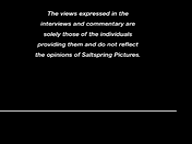 The views expressed in the
interviews and commentary are
solely those of the individuals
providing them and do not reflect
the opinions of Saltspring Pictures.